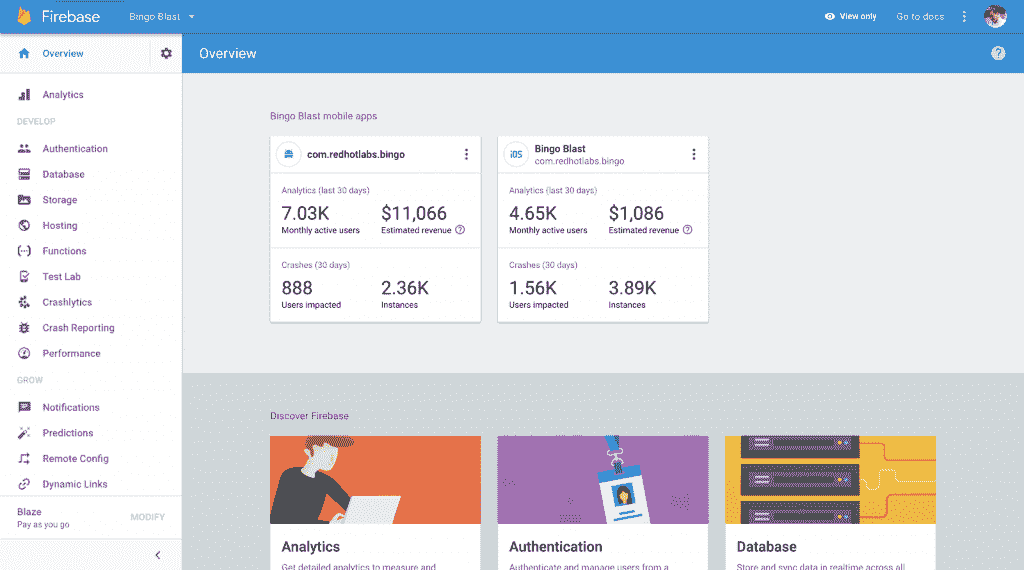 Firebase
Bingo Blast
View only
Go to docs
Overview
Overview
Analytics
DEVELOP
Authentication
Database
Storage
Hosting
Functions
Test Lab
Crashlytics
Crash Reporting
Performance
GROW
Notifications
Predictions
Remote Config
Dynamic Links
Blaze
Pay as you go
MODIFY
Bingo Blast mobile apps
com.redhotlabs.bingo
Analytics (last 30 days)
7.03K $11,066
Monthly active users Estimated revenue
Crashes (30 days)
888 2.36K
Users impacted Instances
iOS
Bingo Blast
com.redhotlabs.bingo
Analytics (last 30 days)
4.65K $1,086
Monthly active users Estimated revenue
Crashes (30 days)
1.56K 3.89K
Users impacted Instances
Discover Firebase
Analytics
Get detailed analytics to measure and
Authentication
Authenticate and manage users from a
Database
Store and sync data in realtime across all